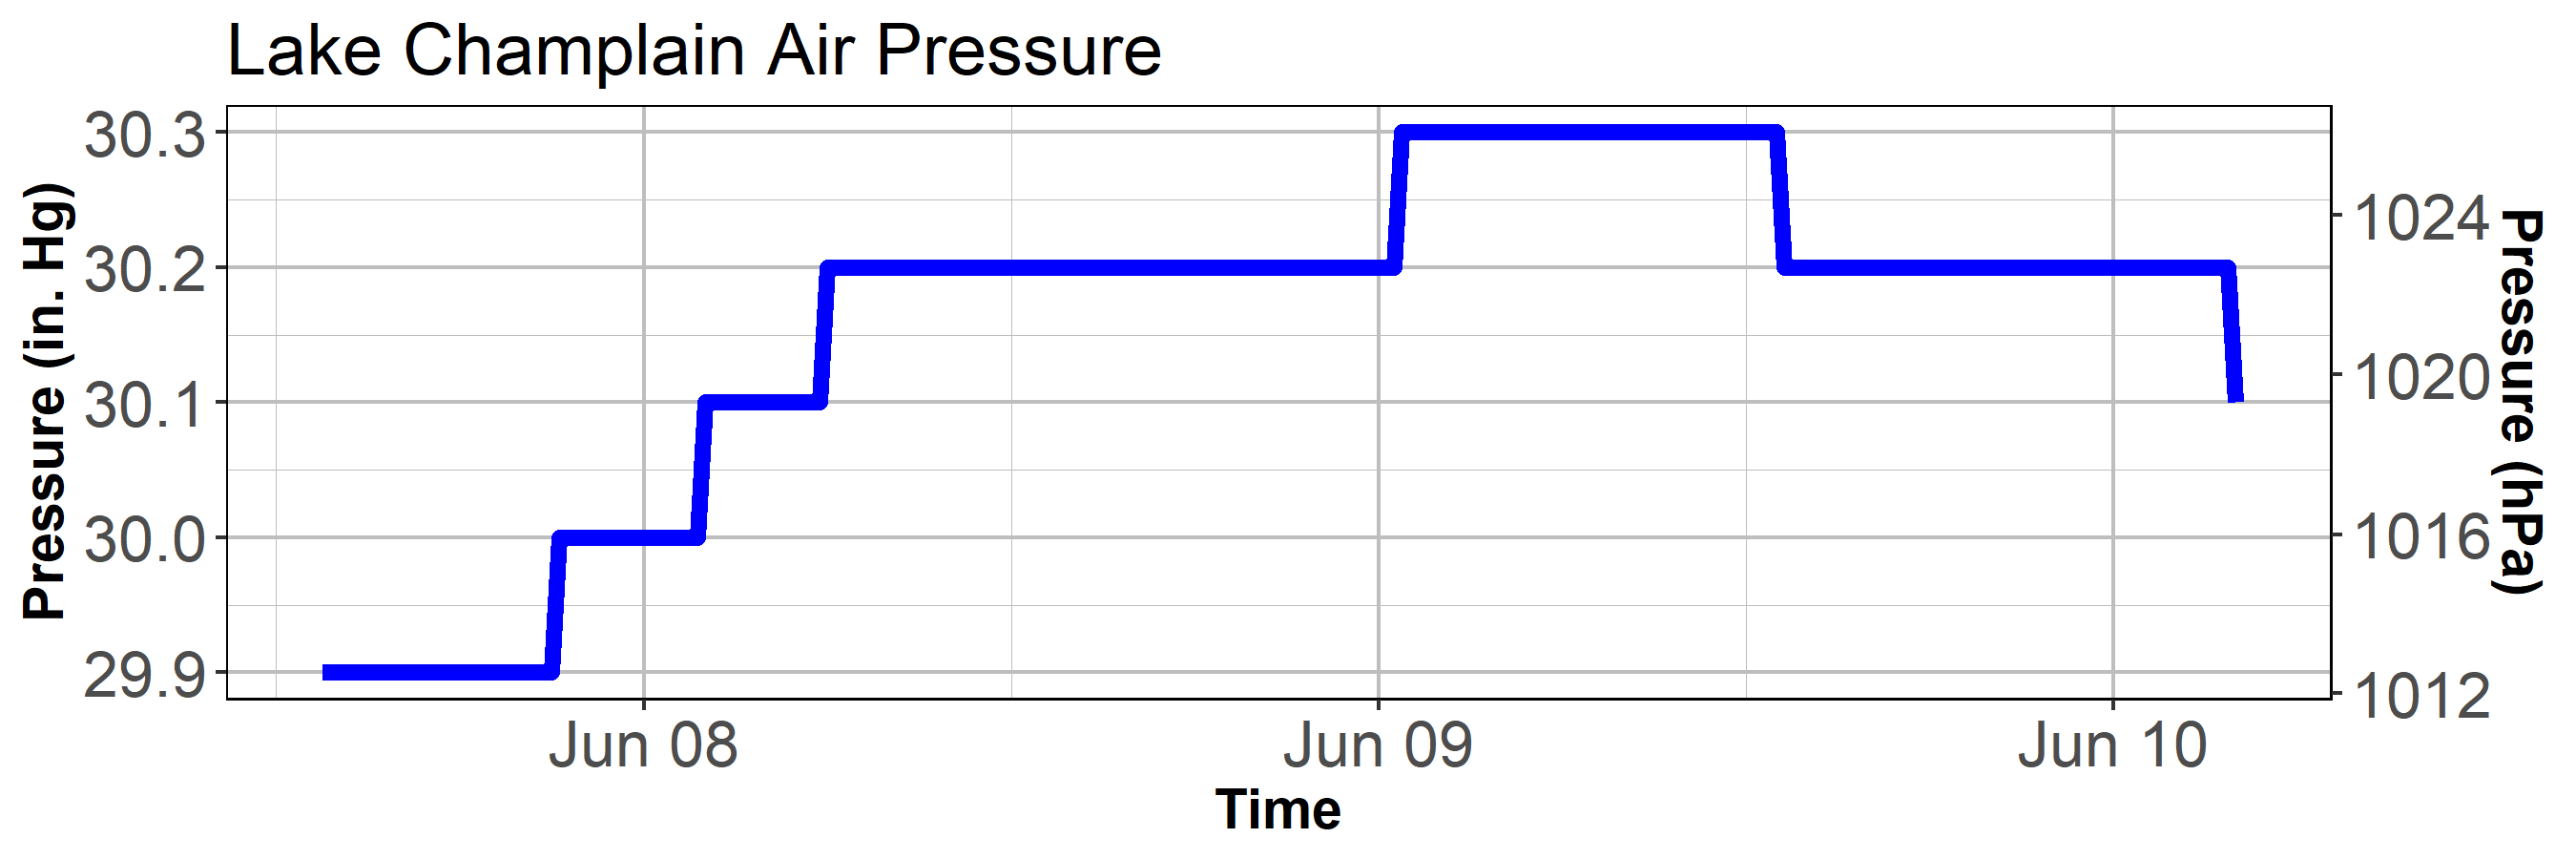 Lake Champlain Air Pressure
Pressure (in. Hg)
30.3
30.2
30.1
30.0
29.9
1024
1020
1016
1012
Pressure (hPa)
Jun 08
Jun 09
Jun 10
Time